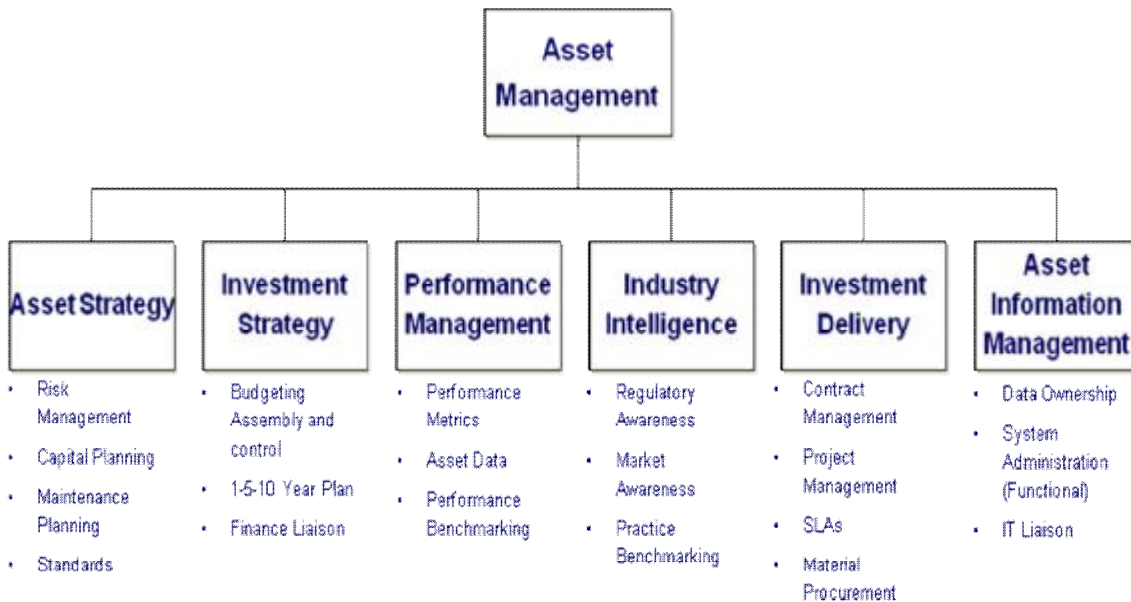 Asset
Management
Asset Strategy
• Risk
Management
• Capital Planning
• Maintenance
Planning
• Standards
Investment
Strategy
• Budgeting
Assembly and
control
• 1-5-10 Year Plan
• Finance Liaison
Performance
Management
• Performance
Metrics
• Asset Data
• Performance
Benchmarking
Industry
Intelligence
• Regulatory
Awareness
• Market
Awareness
• Practice
Benchmarking
Investment
Delivery
• Contract
Management
• Project
Management
• SLAs
• Material
Procurement
Asset
Information
Management
• Data Ownership
• System
Administration
(Functional)
• IT Liaison